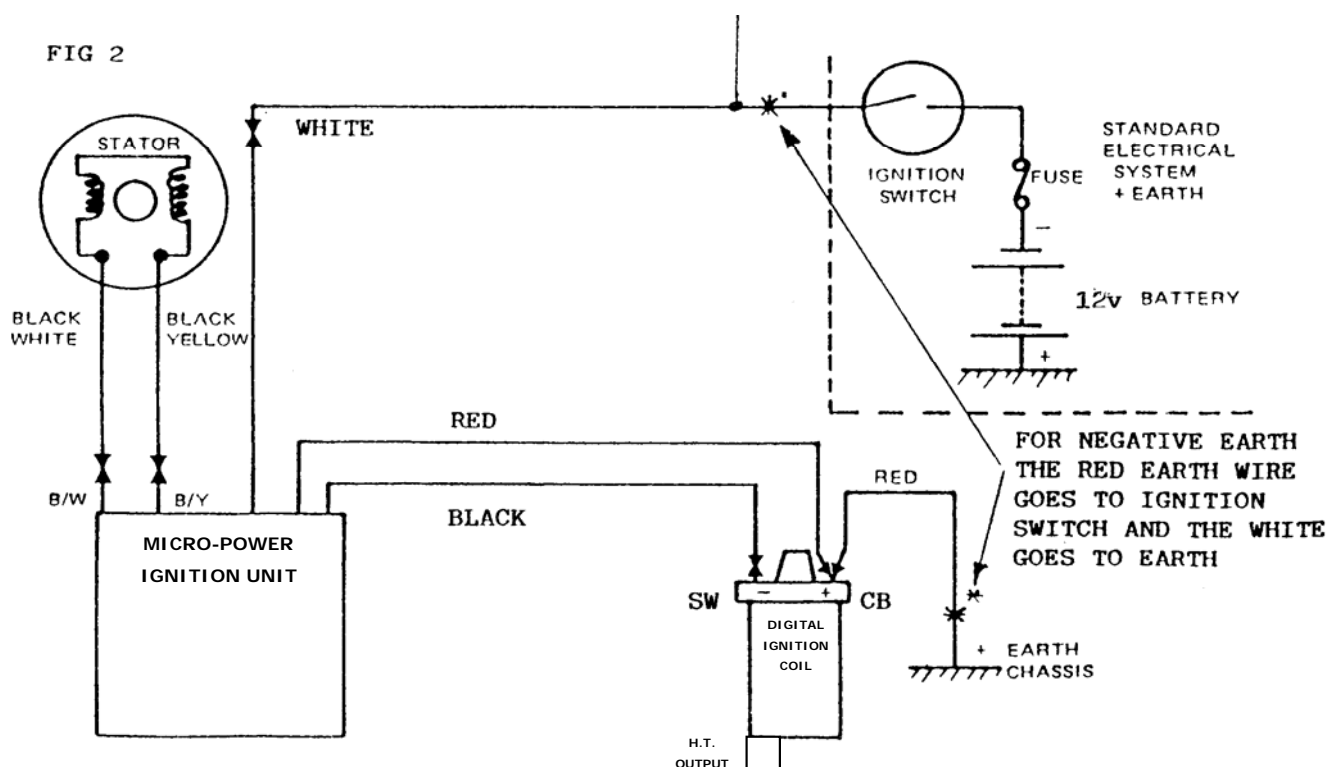 FIG 2
STATOR
WHITE
IGNITION
SWITCH
FUSE
STANDARD
ELECTRICAL
SYSTEM
+ EARTH
−
12v BATTERY
+
BLACK
WHITE
BLACK
YELLOW
RED
BLACK
B/W
B/Y
MICRO-POWER
IGNITION UNIT
RED
FOR NEGATIVE EARTH
THE RED EARTH WIRE
GOES TO IGNITION
SWITCH AND THE WHITE
GOES TO EARTH
SW
− +
CB
DIGITAL
IGNITION
COIL
+ EARTH
CHASSIS
H.T.
OUTPUT